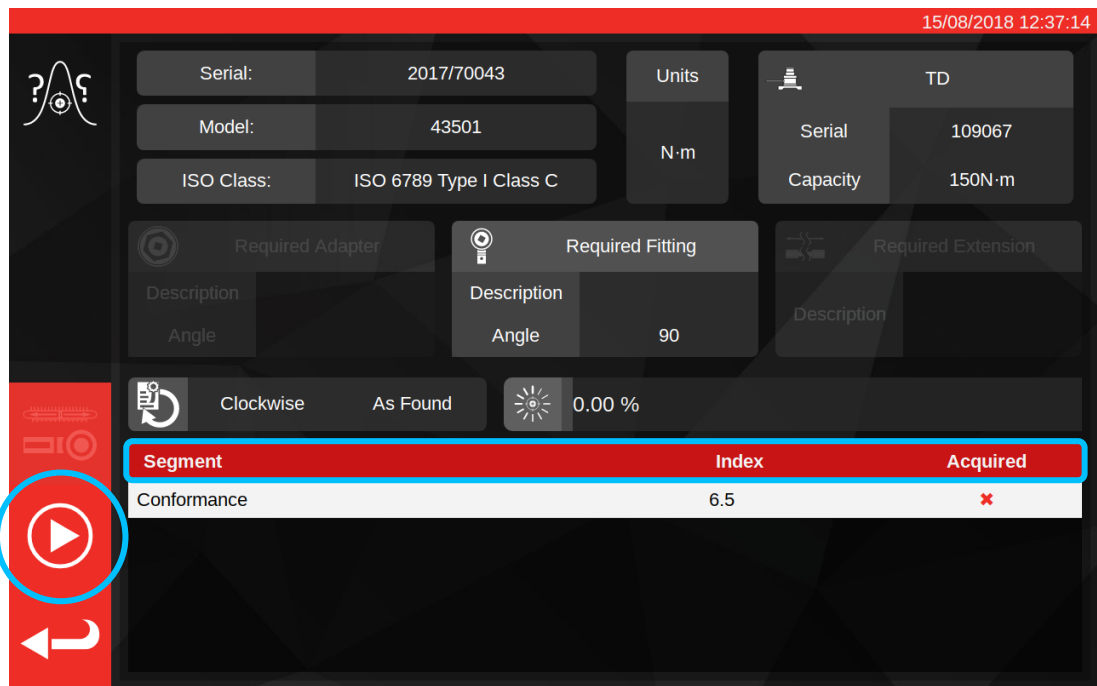 15/08/2018 12:37:14
Serial: 2017/70043
Model: 43501
ISO Class: ISO 6789 Type I Class C
Units
N·m
TD
Serial 109067
Capacity 150N·m
Required Adapter
Description
Angle
Required Fitting
Description
Angle 90
Required Extension
Description
Clockwise As Found
0.00 %
Segment Index Acquired
Conformance 6.5 ✖